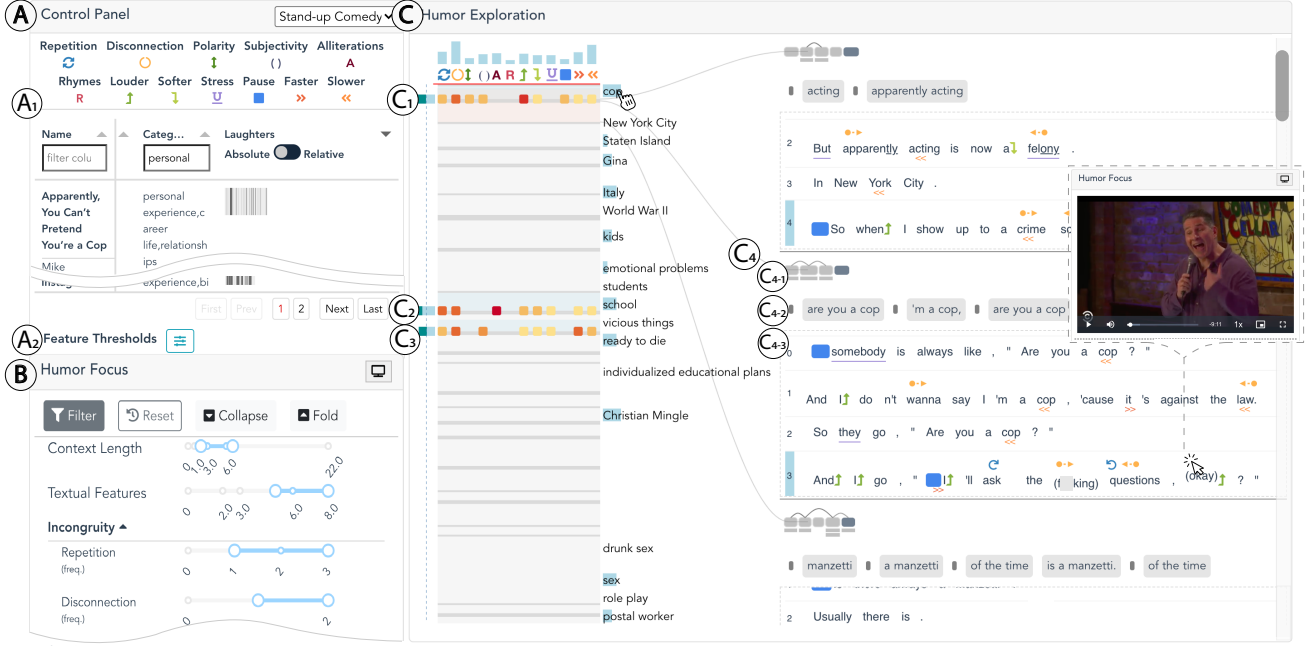 A Control Panel
Stand-up Comedy
Repetition Disconnection Polarity Subjectivity Alliterations
( ) A
Rhymes Louder Softer Stress Pause Faster Slower
R U >> <<
A1
Name Categ... Laughters
filter colu personal Absolute Relative
Apparently,
You Can't
Pretend
You're a Cop
personal
experience,c
areer
life,relationsh
ips
Mike
experience,bi
First Prev 1 2 Next Last
A2 Feature Thresholds
B Humor Focus
Filter Reset Collapse Fold
Context Length
0 1.0 3.0 6.0 22.0
Textual Features
0 2.0 3.0 6.0 8.0
Incongruity
Repetition
(freq.)
0 1 2 3
Disconnection
(freq.)
0 2
C Humor Exploration
( ) A R U >> <<
C1
C2
C3
cop
New York City
Staten Island
Gina
Italy
World War II
kids
emotional problems
students
school
vicious things
ready to die
individualized educational plans
Christian Mingle
drunk sex
sex
role play
postal worker
acting apparently acting
2 But apparently acting is now a felony .
<<
3 In New York City .
<<
4 So when I show up to a crime sc
<<
C4
C4-1
C4-2 are you a cop 'm a cop, are you a cop
C4-3
0 somebody is always like , " Are you a cop ? "
<<
1 And I do n't wanna say I 'm a cop , 'cause it 's against the law.
<< >> <<
2 So they go , " Are you a cop ? "
<<
3 And I go , " I 'll ask the (f king) questions , (okay) ? "
>>
manzetti a manzetti of the time is a manzetti. of the time
2 Usually there is .
Humor Focus
COMEDY
CELLAR
-9:11 1x